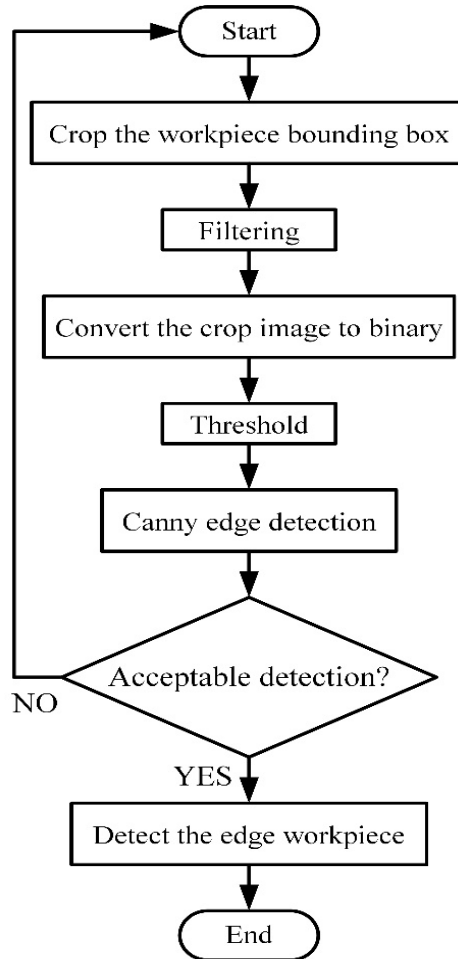 Start
Crop the workpiece bounding box
Filtering
Convert the crop image to binary
Threshold
Canny edge detection
Acceptable detection?
NO
YES
Detect the edge workpiece
End